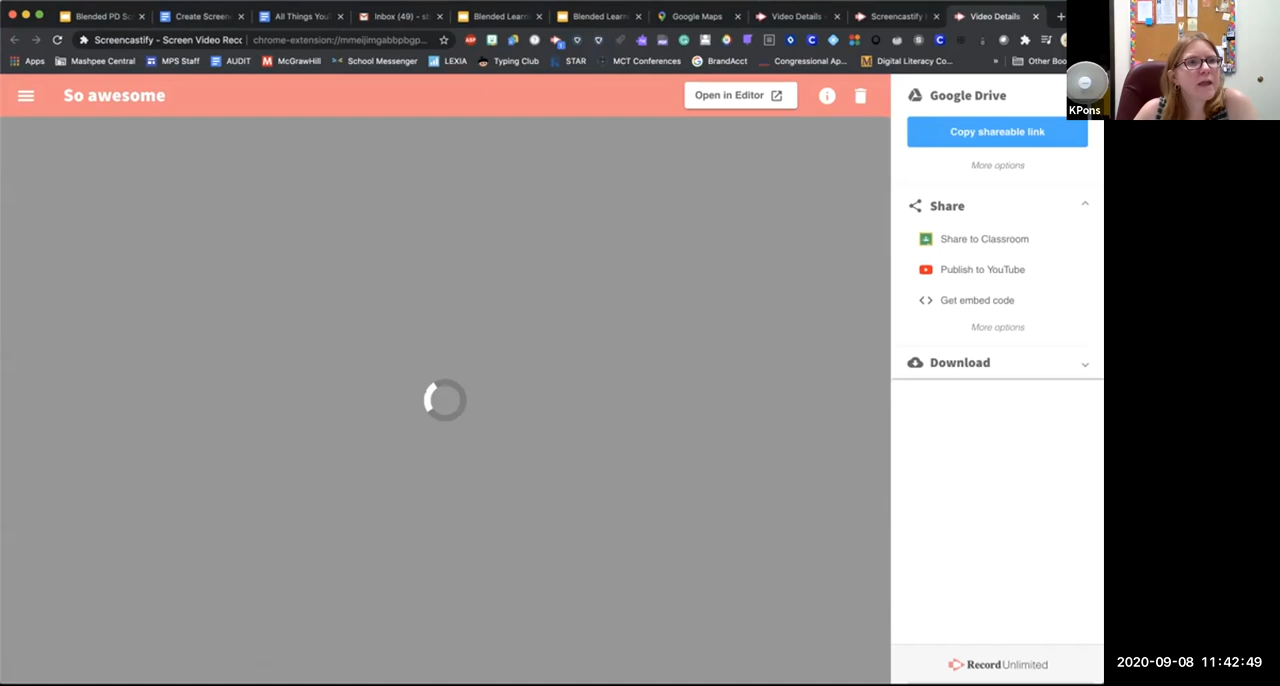 Blended PD Sc
Create Screen
All Things You
Inbox (49) - st
Blended Learn
Blended Learn
Google Maps
Video Details -
Screencastify
Video Details
Screencastify - Screen Video Reco
chrome-extension://mmeijimgabbpbgp...
Apps
Mashpee Central
MPS Staff
AUDIT
McGrawHill
School Messenger
LEXIA
Typing Club
STAR
MCT Conferences
BrandAcct
Congressional Ap...
Digital Literacy Co...
»
Other Boo
So awesome
Open in Editor
Google Drive
Copy shareable link
More options
Share
Share to Classroom
Publish to YouTube
Get embed code
More options
Download
Record Unlimited
KPons
2020-09-08 11:42:49